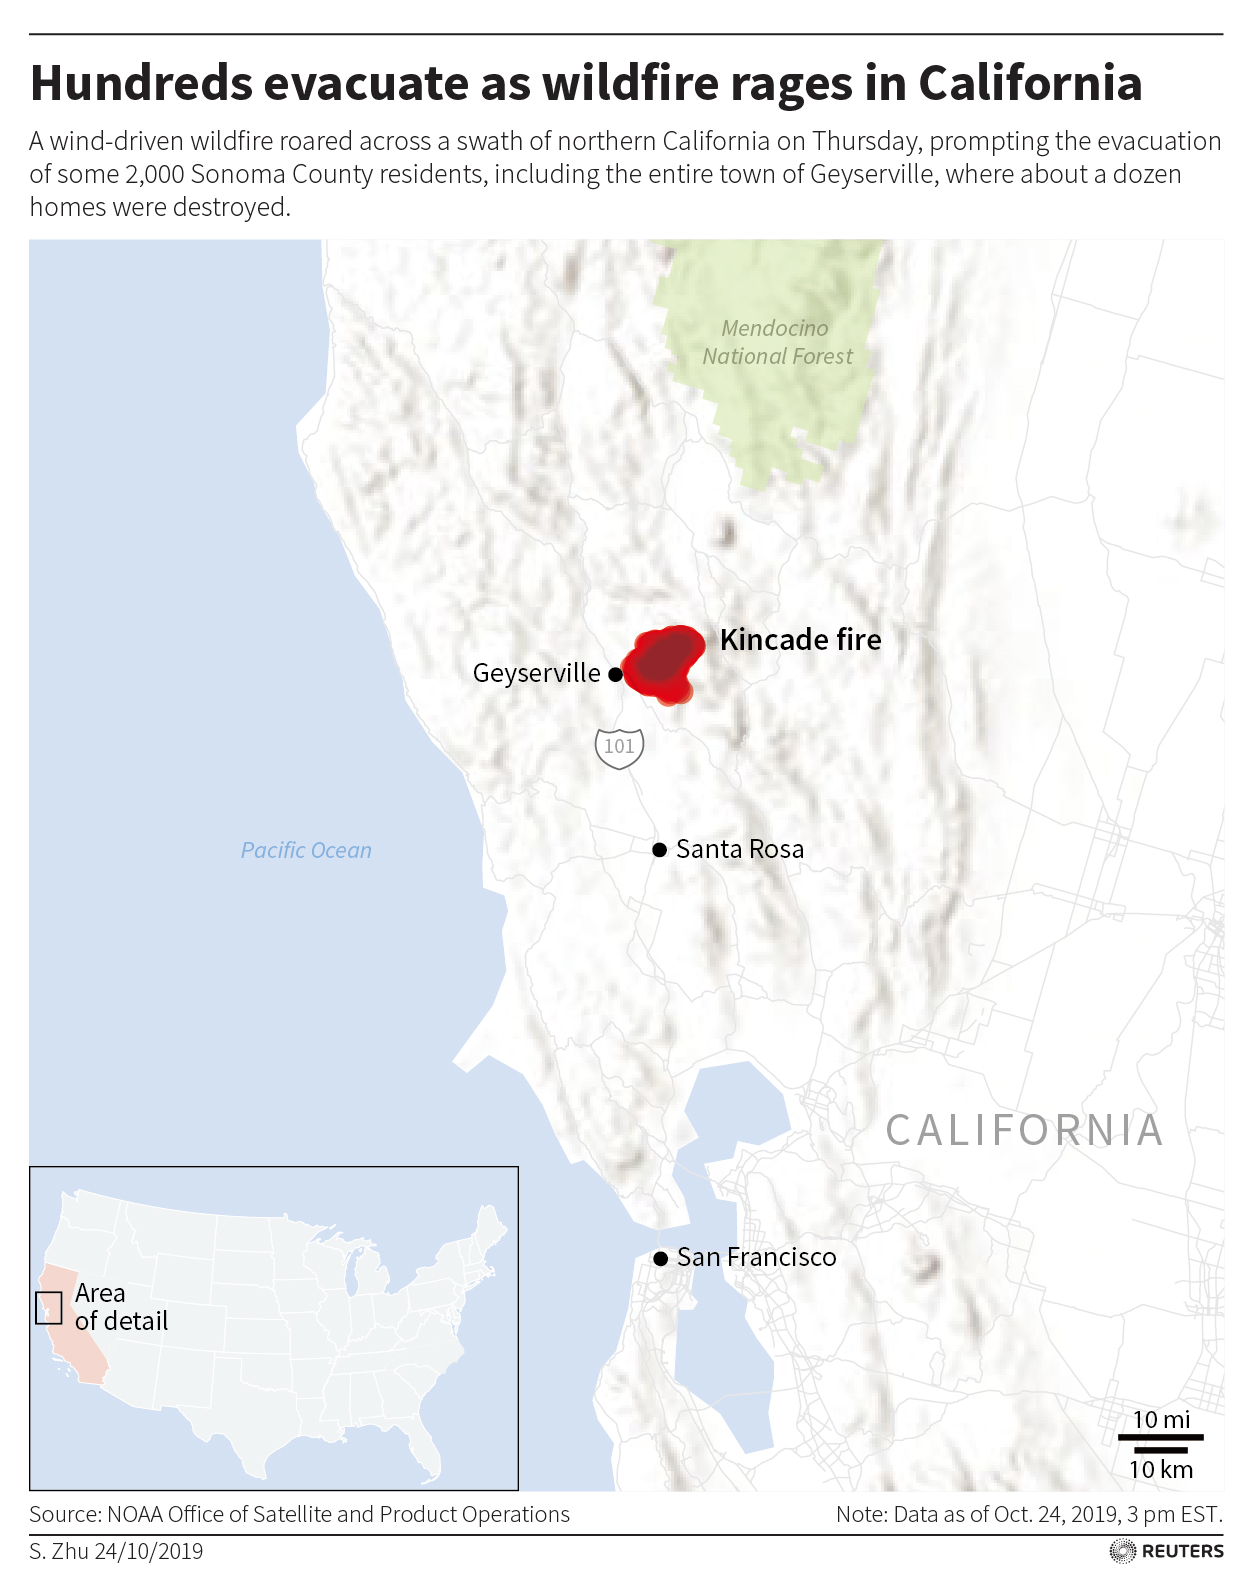 Hundreds evacuate as wildfire rages in California
A wind-driven wildfire roared across a swath of northern California on Thursday, prompting the evacuation
of some 2,000 Sonoma County residents, including the entire town of Geyserville, where about a dozen
homes were destroyed.
Mendocino
National Forest
Kincade fire
Geyserville
101
Pacific Ocean
Santa Rosa
CALIFORNIA
San Francisco
Area
of detail
10 mi
10 km
Source: NOAA Office of Satellite and Product Operations
Note: Data as of Oct. 24, 2019, 3 pm EST.
S. Zhu 24/10/2019
REUTERS